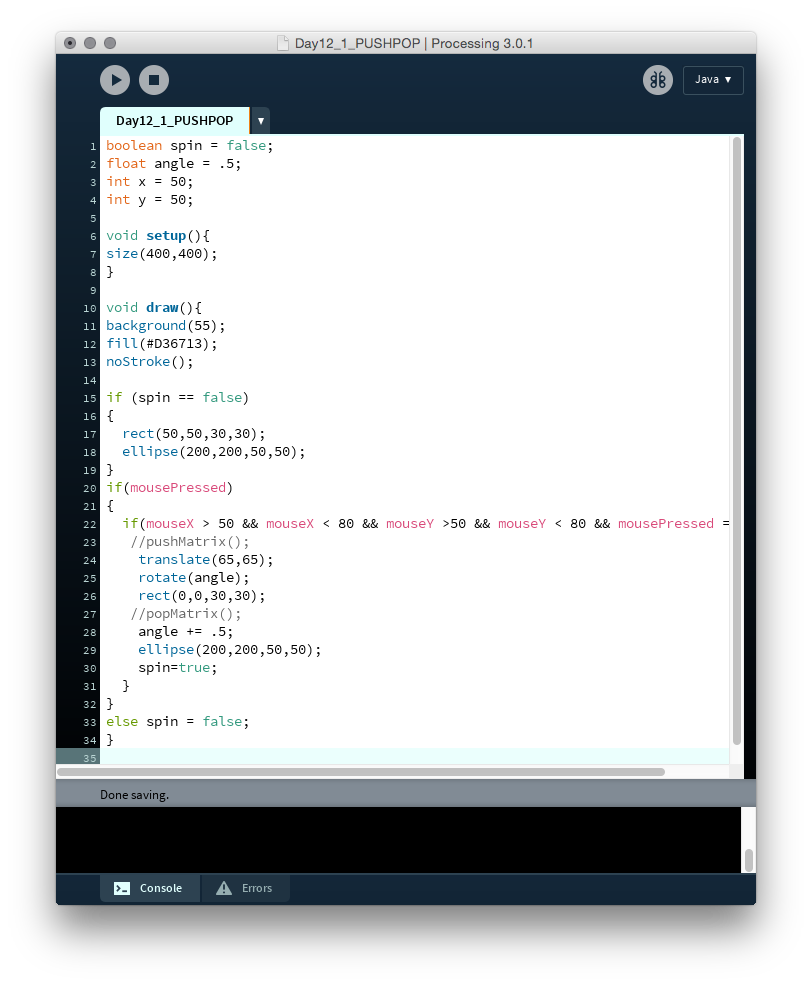 Day12_1_PUSHPOP | Processing 3.0.1
Java ▼
Day12_1_PUSHPOP ▼
1 boolean spin = false;
2 float angle = .5;
3 int x = 50;
4 int y = 50;
5
6 void setup(){
7 size(400,400);
8 }
9
10 void draw(){
11 background(55);
12 fill(#D36713);
13 noStroke();
14
15 if (spin == false)
16 {
17   rect(50,50,30,30);
18   ellipse(200,200,50,50);
19 }
20 if(mousePressed)
21 {
22   if(mouseX > 50 && mouseX < 80 && mouseY >50 && mouseY < 80 && mousePressed =
23    //pushMatrix();
24     translate(65,65);
25     rotate(angle);
26     rect(0,0,30,30);
27    //popMatrix();
28     angle += .5;
29     ellipse(200,200,50,50);
30     spin=true;
31   }
32 }
33 else spin = false;
34 }
35
Done saving.
>_ Console Errors